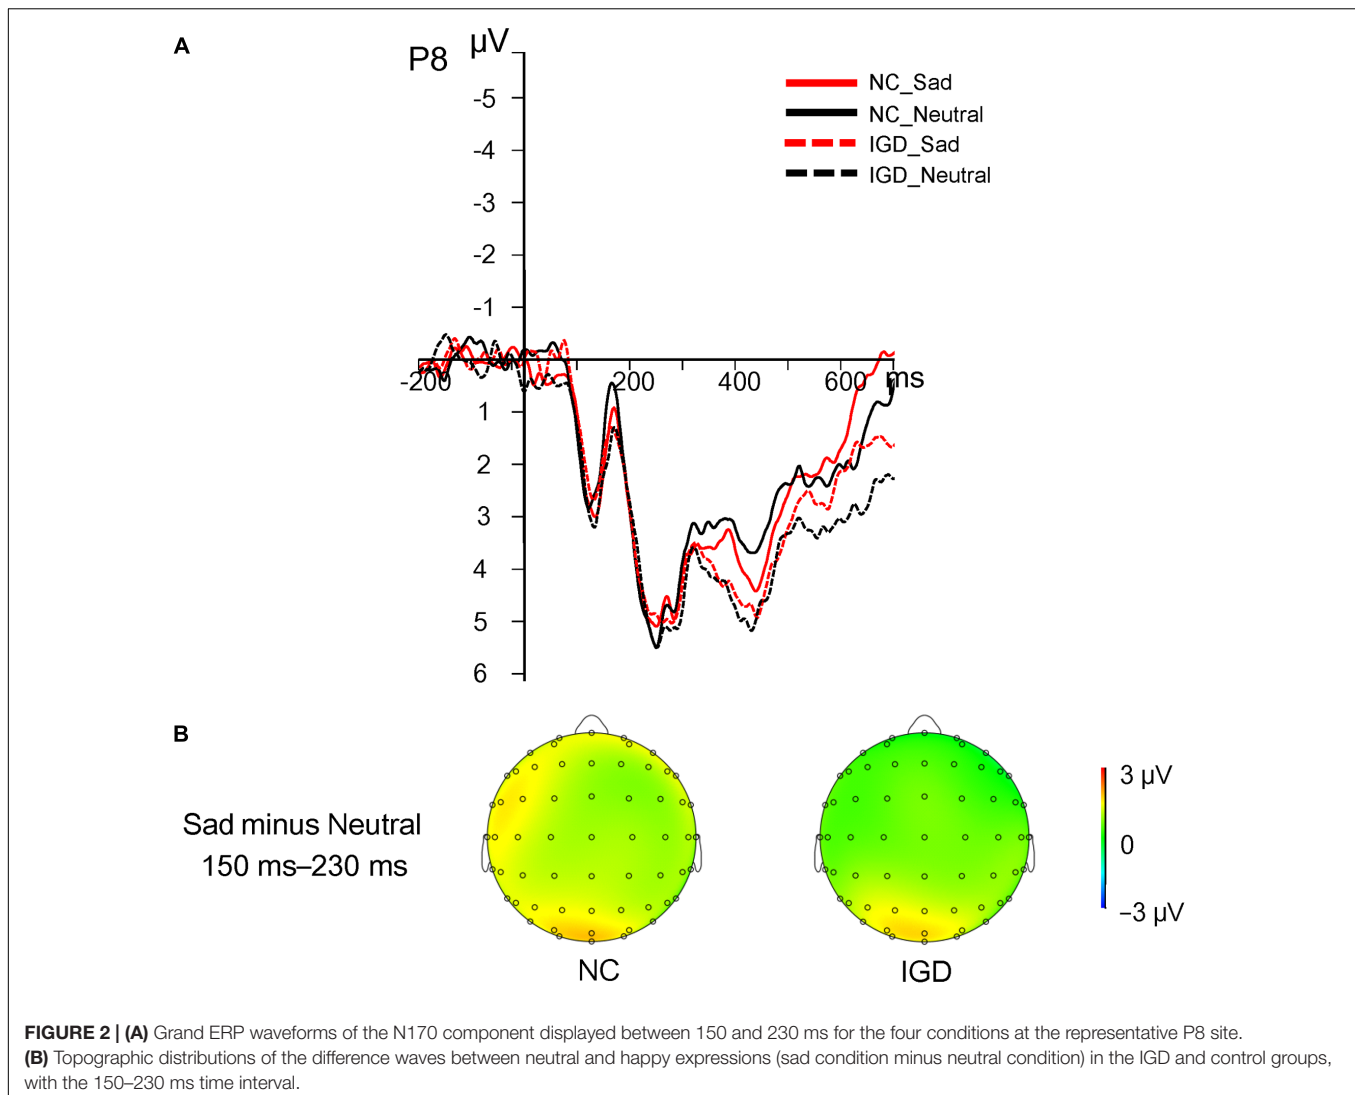 A
P8
µV
-5
-4
-3
-2
-1
-200
200
400
600
ms
1
2
3
4
5
6
NC_Sad
NC_Neutral
IGD_Sad
IGD_Neutral
B
Sad minus Neutral
150 ms–230 ms
NC
IGD
3 µV
0
−3 µV
FIGURE 2 | (A) Grand ERP waveforms of the N170 component displayed between 150 and 230 ms for the four conditions at the representative P8 site.
(B) Topographic distributions of the difference waves between neutral and happy expressions (sad condition minus neutral condition) in the IGD and control groups,
with the 150–230 ms time interval.